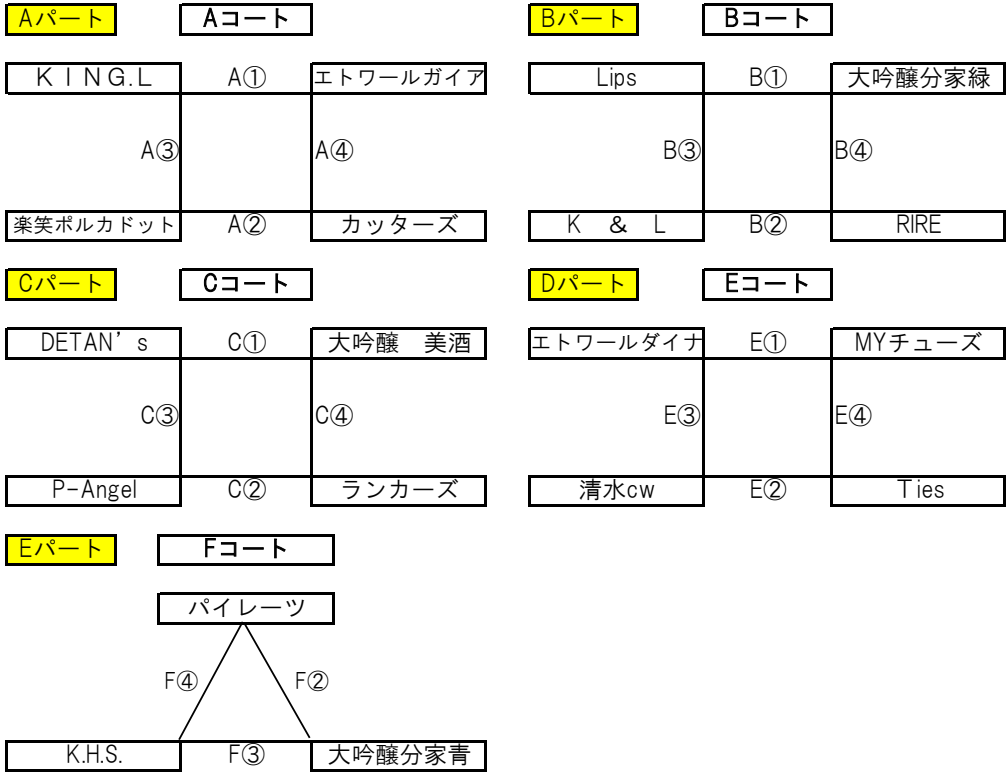 Aパート Aコート Bパート Bコート
ＫＩＮＧ.Ｌ A① エトワールガイア Lips B① 大吟醸分家緑
A③ A④ B③ B④
楽笑ポルカドット A② カッターズ K ＆ L B② RIRE
Cパート Cコート Dパート Eコート
DETAN’s C① 大吟醸　美酒 エトワールダイナ E① MYチューズ
C③ C④ E③ E④
P-Angel C② ランカーズ 清水cw E② Ties
Eパート Fコート
パイレーツ
F④ F②
K.H.S. F③ 大吟醸分家青